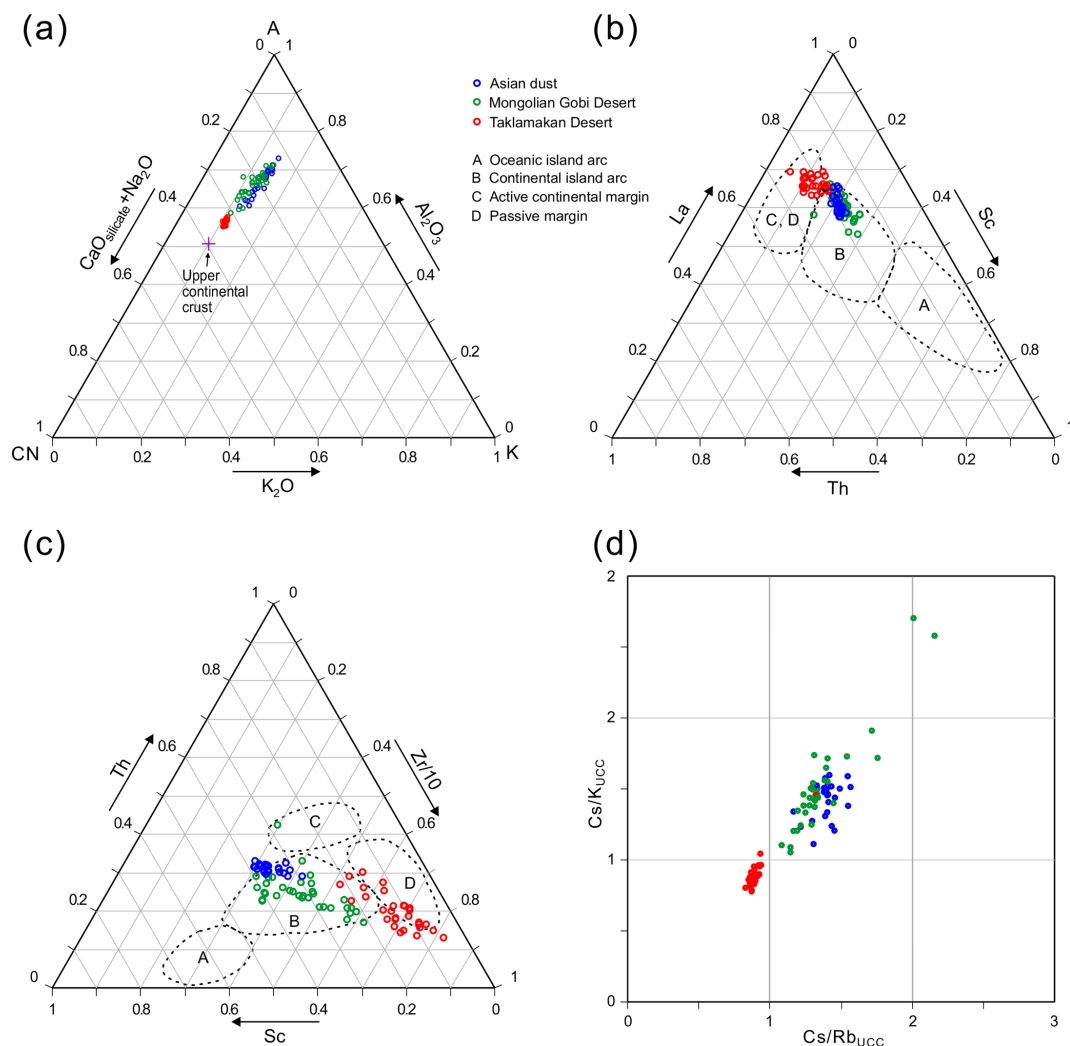 (a)
A
0 1
0.2 0.8
0.4 0.6
0.6 0.4
0.8 0.2
1 0
CN K
0 0.2 0.4 0.6 0.8 1
CaOsilicate+Na2O
Al2O3
K2O
Upper
continental
crust
Asian dust
Mongolian Gobi Desert
Taklamakan Desert
A Oceanic island arc
B Continental island arc
C Active continental margin
D Passive margin
(b)
1 0
0.8 0.2
0.6 0.4
0.4 0.6
0.2 0.8
0 1
1 0.8 0.6 0.4 0.2 0
La
Sc
Th
C, D
B
A
(c)
1 0
0.8 0.2
0.6 0.4
0.4 0.6
0.2 0.8
0 1
1 0.8 0.6 0.4 0.2 0
Th
Zr/10
Sc
C
D
B
A
(d)
2
2
1
0
0 1 2 3
Cs/KUCC
Cs/RbUCC